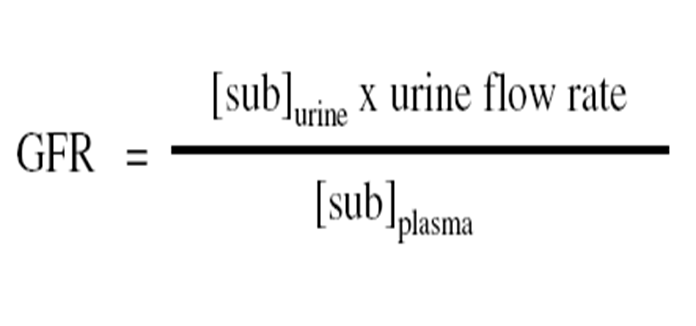 [sub]urine x urine flow rate
GFR =
[sub]plasma